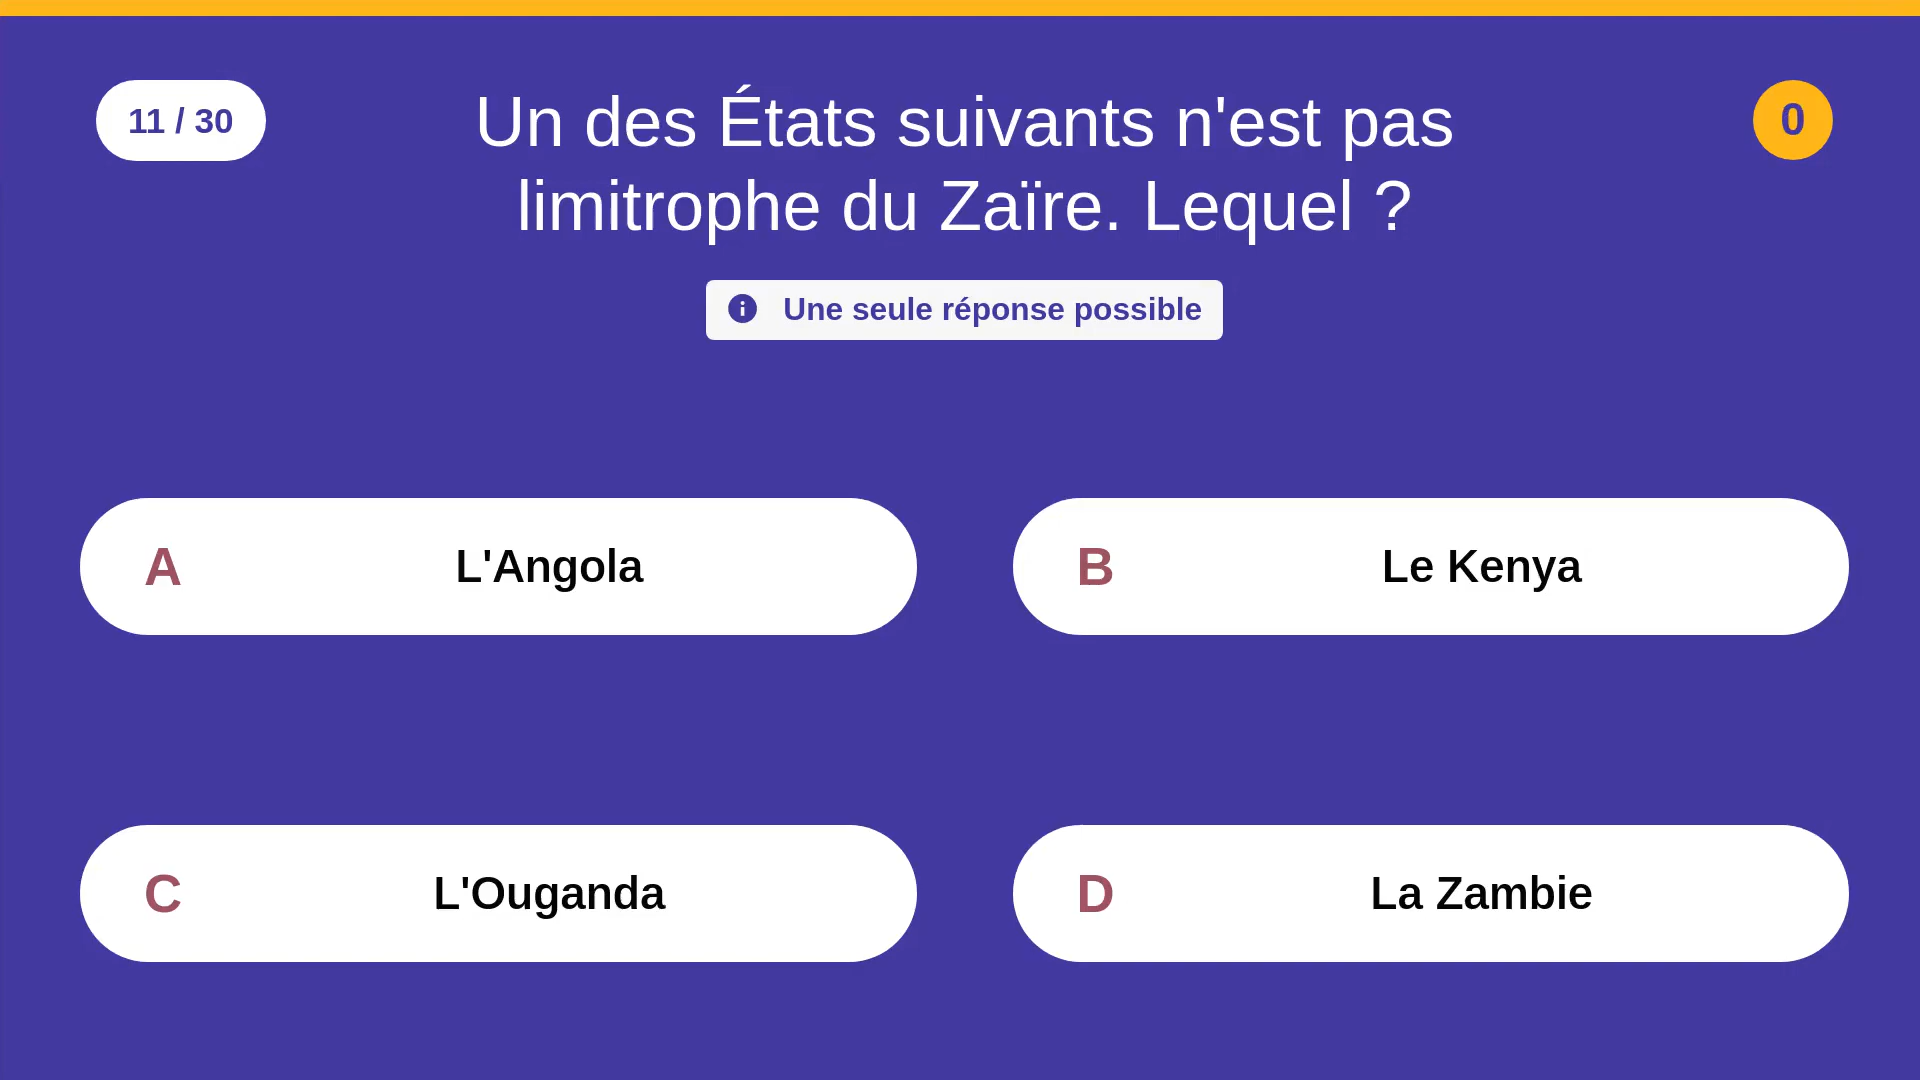 11 / 30
Un des États suivants n'est pas
limitrophe du Zaïre. Lequel ?
0
Une seule réponse possible
A L'Angola
B Le Kenya
C L'Ouganda
D La Zambie